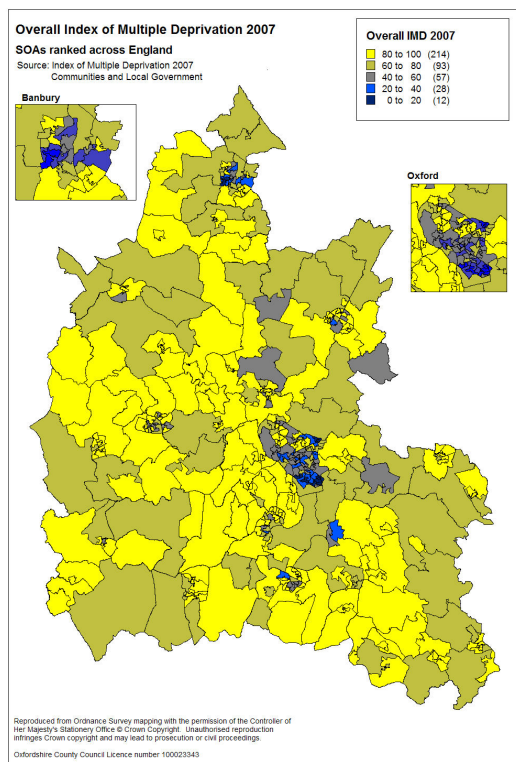 Overall Index of Multiple Deprivation 2007
SOAs ranked across England
Source: Index of Multiple Deprivation 2007
Communities and Local Government
Overall IMD 2007
80 to 100 (214)
60 to 80 (93)
40 to 60 (57)
20 to 40 (28)
0 to 20 (12)
Banbury
Oxford
Reproduced from Ordnance Survey mapping with the permission of the Controller of
Her Majesty's Stationery Office © Crown Copyright. Unauthorised reproduction
infringes Crown copyright and may lead to prosecution or civil proceedings.
Oxfordshire County Council Licence number 100023343